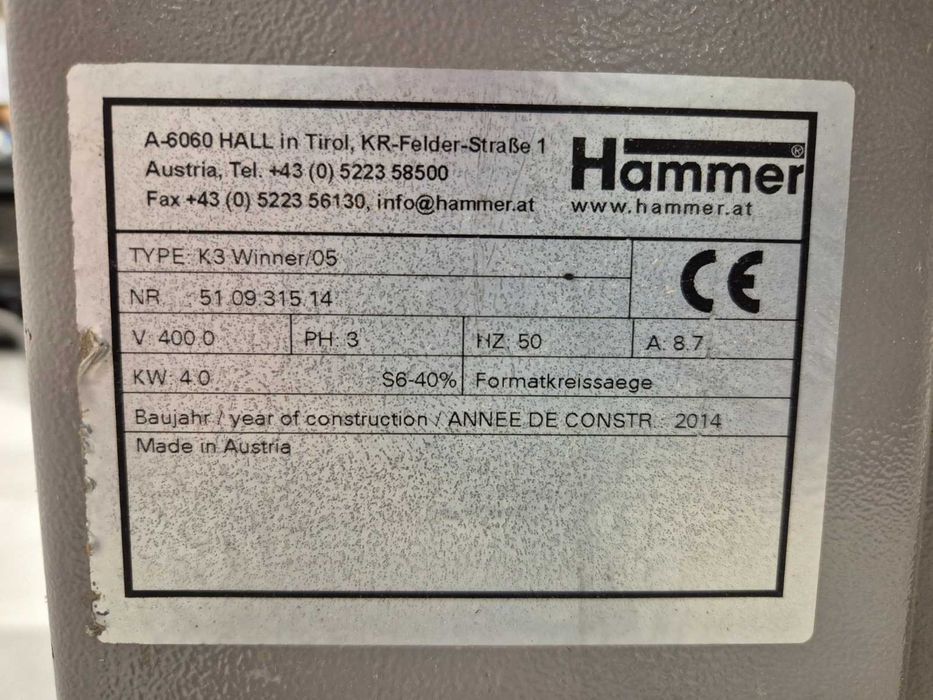 A-6060 HALL in Tirol, KR-Felder-Straße 1
Austria, Tel. +43 (0) 5223 58500
Fax +43 (0) 5223 56130, info@hammer.at
Hammer®
www.hammer.at
TYPE: K3 Winner/05
NR. : 51.09.315.14
CE
V: 400.0 PH: 3 HZ: 50 A: 8.7
KW: 4.0 S6-40% Formatkreissaege
Baujahr / year of construction / ANNEE DE CONSTR.: 2014
Made in Austria